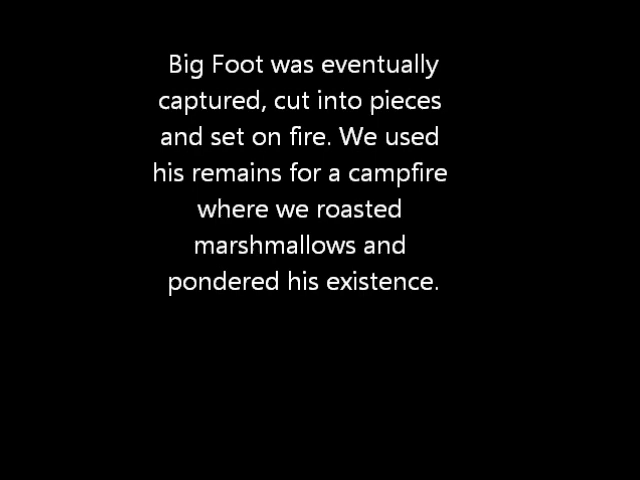 Big Foot was eventually
captured, cut into pieces
and set on fire. We used
his remains for a campfire
where we roasted
marshmallows and
pondered his existence.